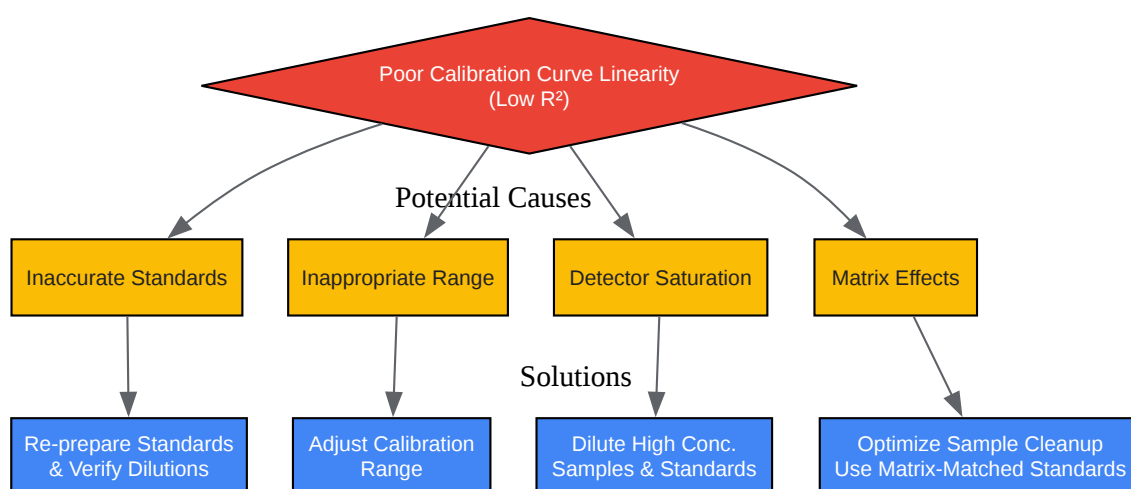 Poor Calibration Curve Linearity
(Low R²)
Potential Causes
Inaccurate Standards
Inappropriate Range
Detector Saturation
Matrix Effects
Solutions
Re-prepare Standards
& Verify Dilutions
Adjust Calibration
Range
Dilute High Conc.
Samples & Standards
Optimize Sample Cleanup
Use Matrix-Matched Standards